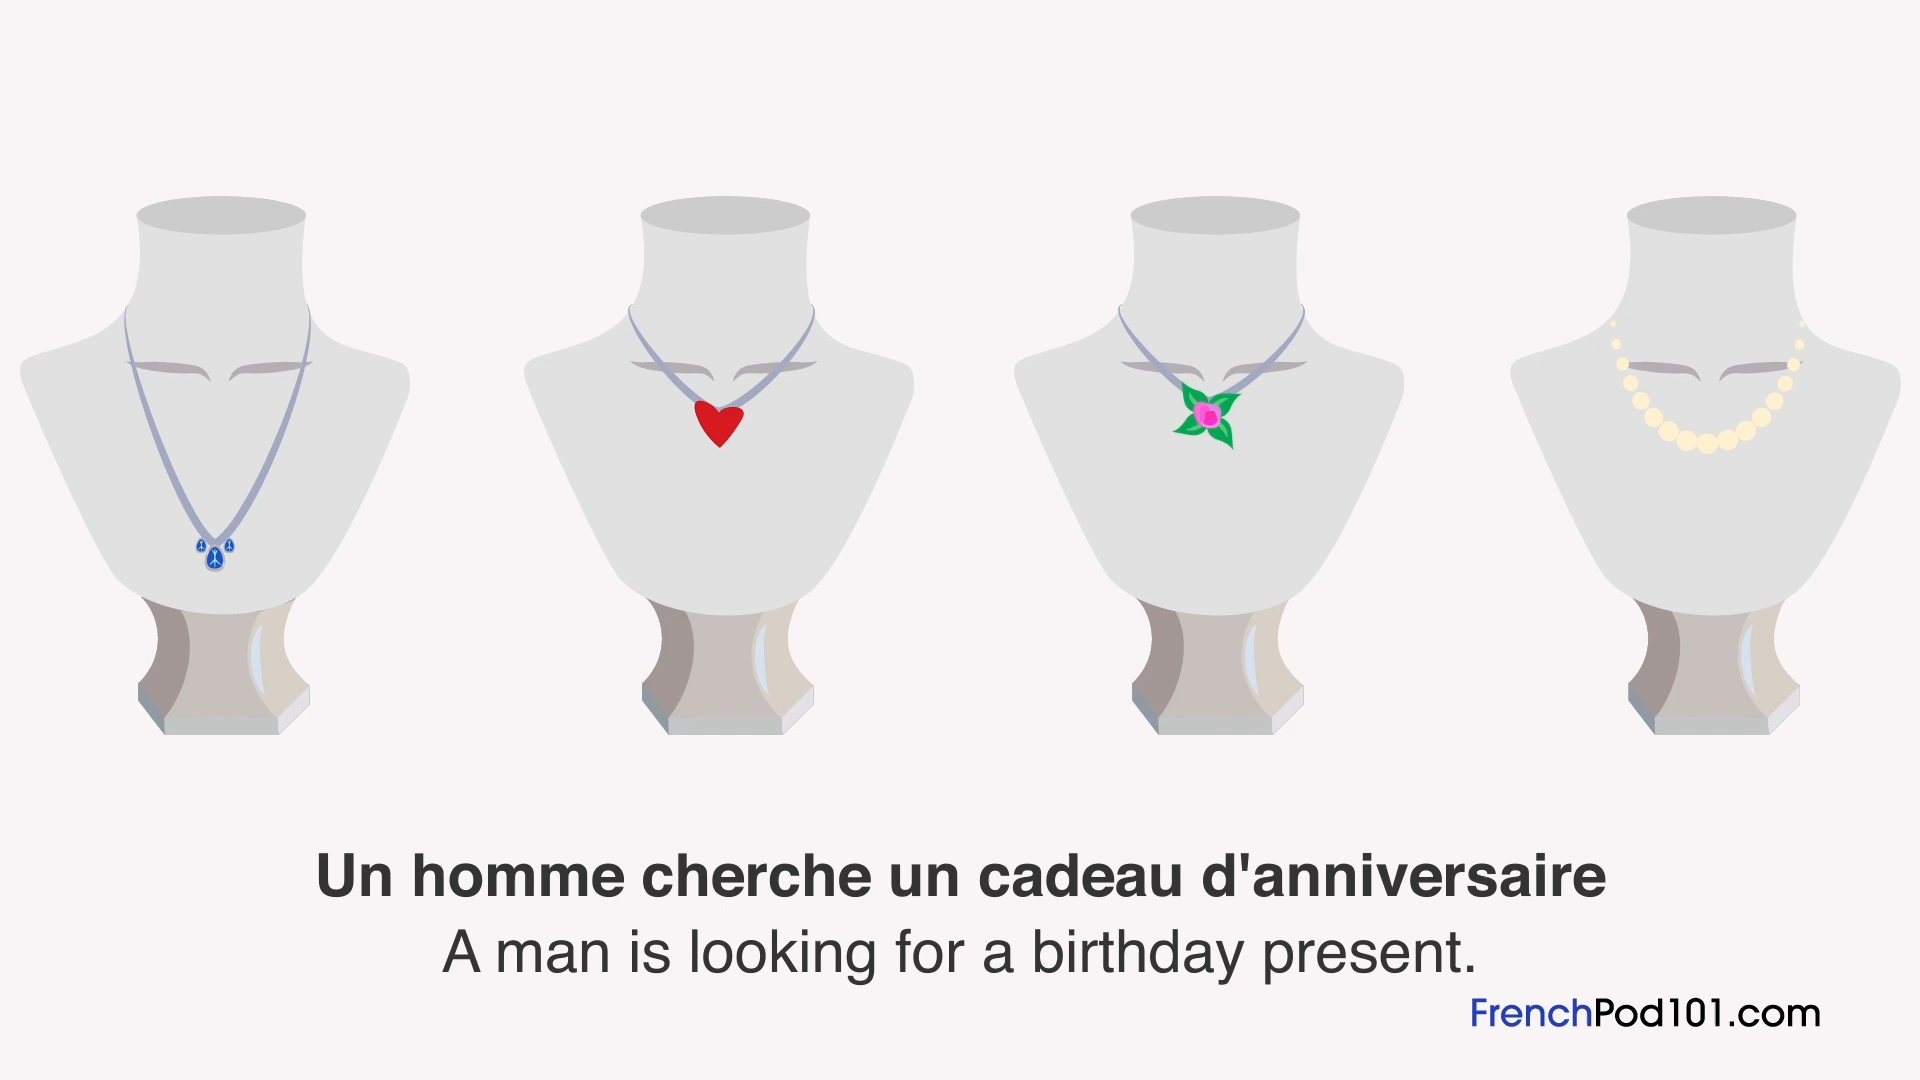 Un homme cherche un cadeau d'anniversaire
A man is looking for a birthday present.
FrenchPod101.com